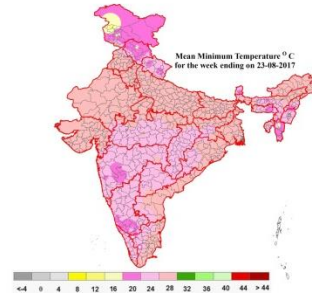 Mean Minimum Temperature ° C
for the week ending on 23-08-2017
<-4 0 4 8 12 16 20 24 28 32 36 40 44 > 44